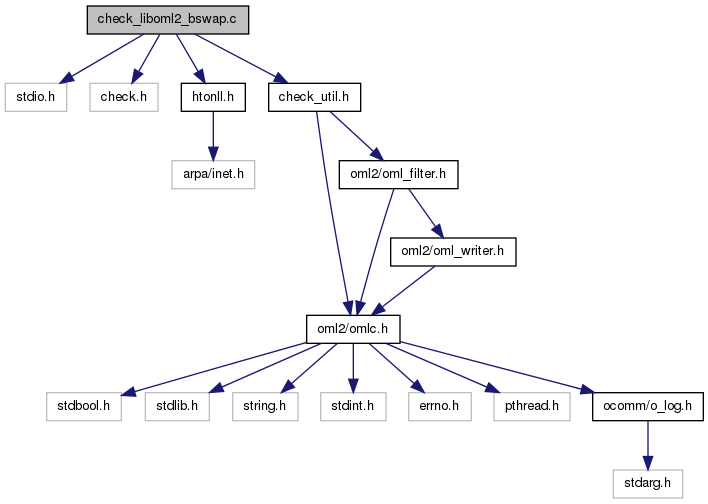 check_liboml2_bswap.c
stdio.h
check.h
htonll.h
check_util.h
arpa/inet.h
oml2/oml_filter.h
oml2/oml_writer.h
oml2/omlc.h
stdbool.h
stdlib.h
string.h
stdint.h
errno.h
pthread.h
ocomm/o_log.h
stdarg.h